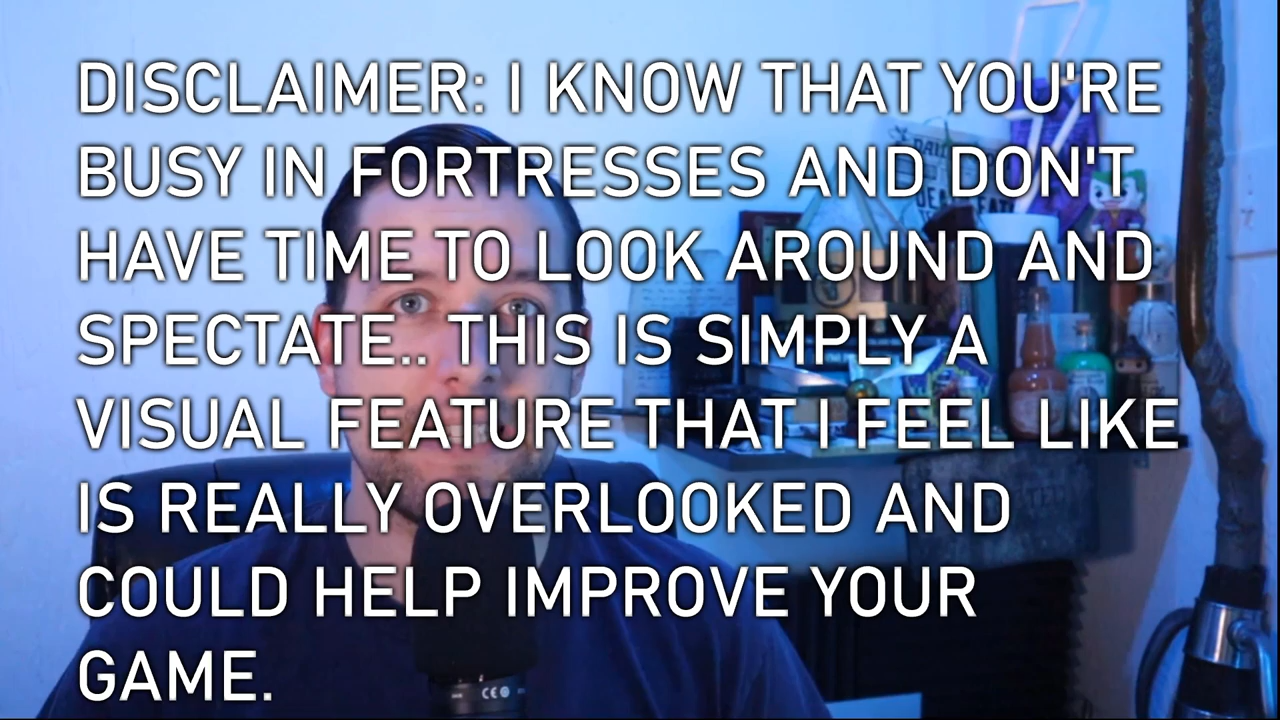 DISCLAIMER: I KNOW THAT YOU'RE
BUSY IN FORTRESSES AND DON'T
HAVE TIME TO LOOK AROUND AND
SPECTATE.. THIS IS SIMPLY A
VISUAL FEATURE THAT I FEEL LIKE
IS REALLY OVERLOOKED AND
COULD HELP IMPROVE YOUR
GAME.
CE